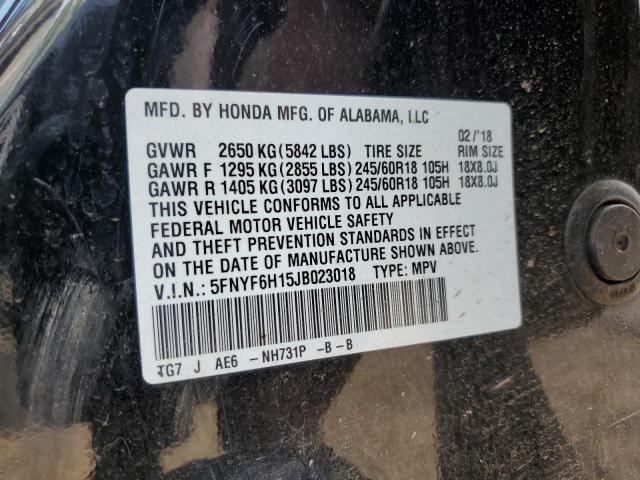 MFD. BY HONDA MFG. OF ALABAMA, LLC
02/'18
GVWR 2650 KG(5842 LBS) TIRE SIZE RIM SIZE
GAWR F 1295 KG(2855 LBS) 245/60R18 105H 18X8.0J
GAWR R 1405 KG(3097 LBS) 245/60R18 105H 18X8.0J
THIS VEHICLE CONFORMS TO ALL APPLICABLE
FEDERAL MOTOR VEHICLE SAFETY
AND THEFT PREVENTION STANDARDS IN EFFECT
ON THE DATE OF MANUFACTURE SHOWN ABOVE.
V.I.N.: 5FNYF6H15JB023018 TYPE: MPV
TG7 J AE6 -NH731P -B-B